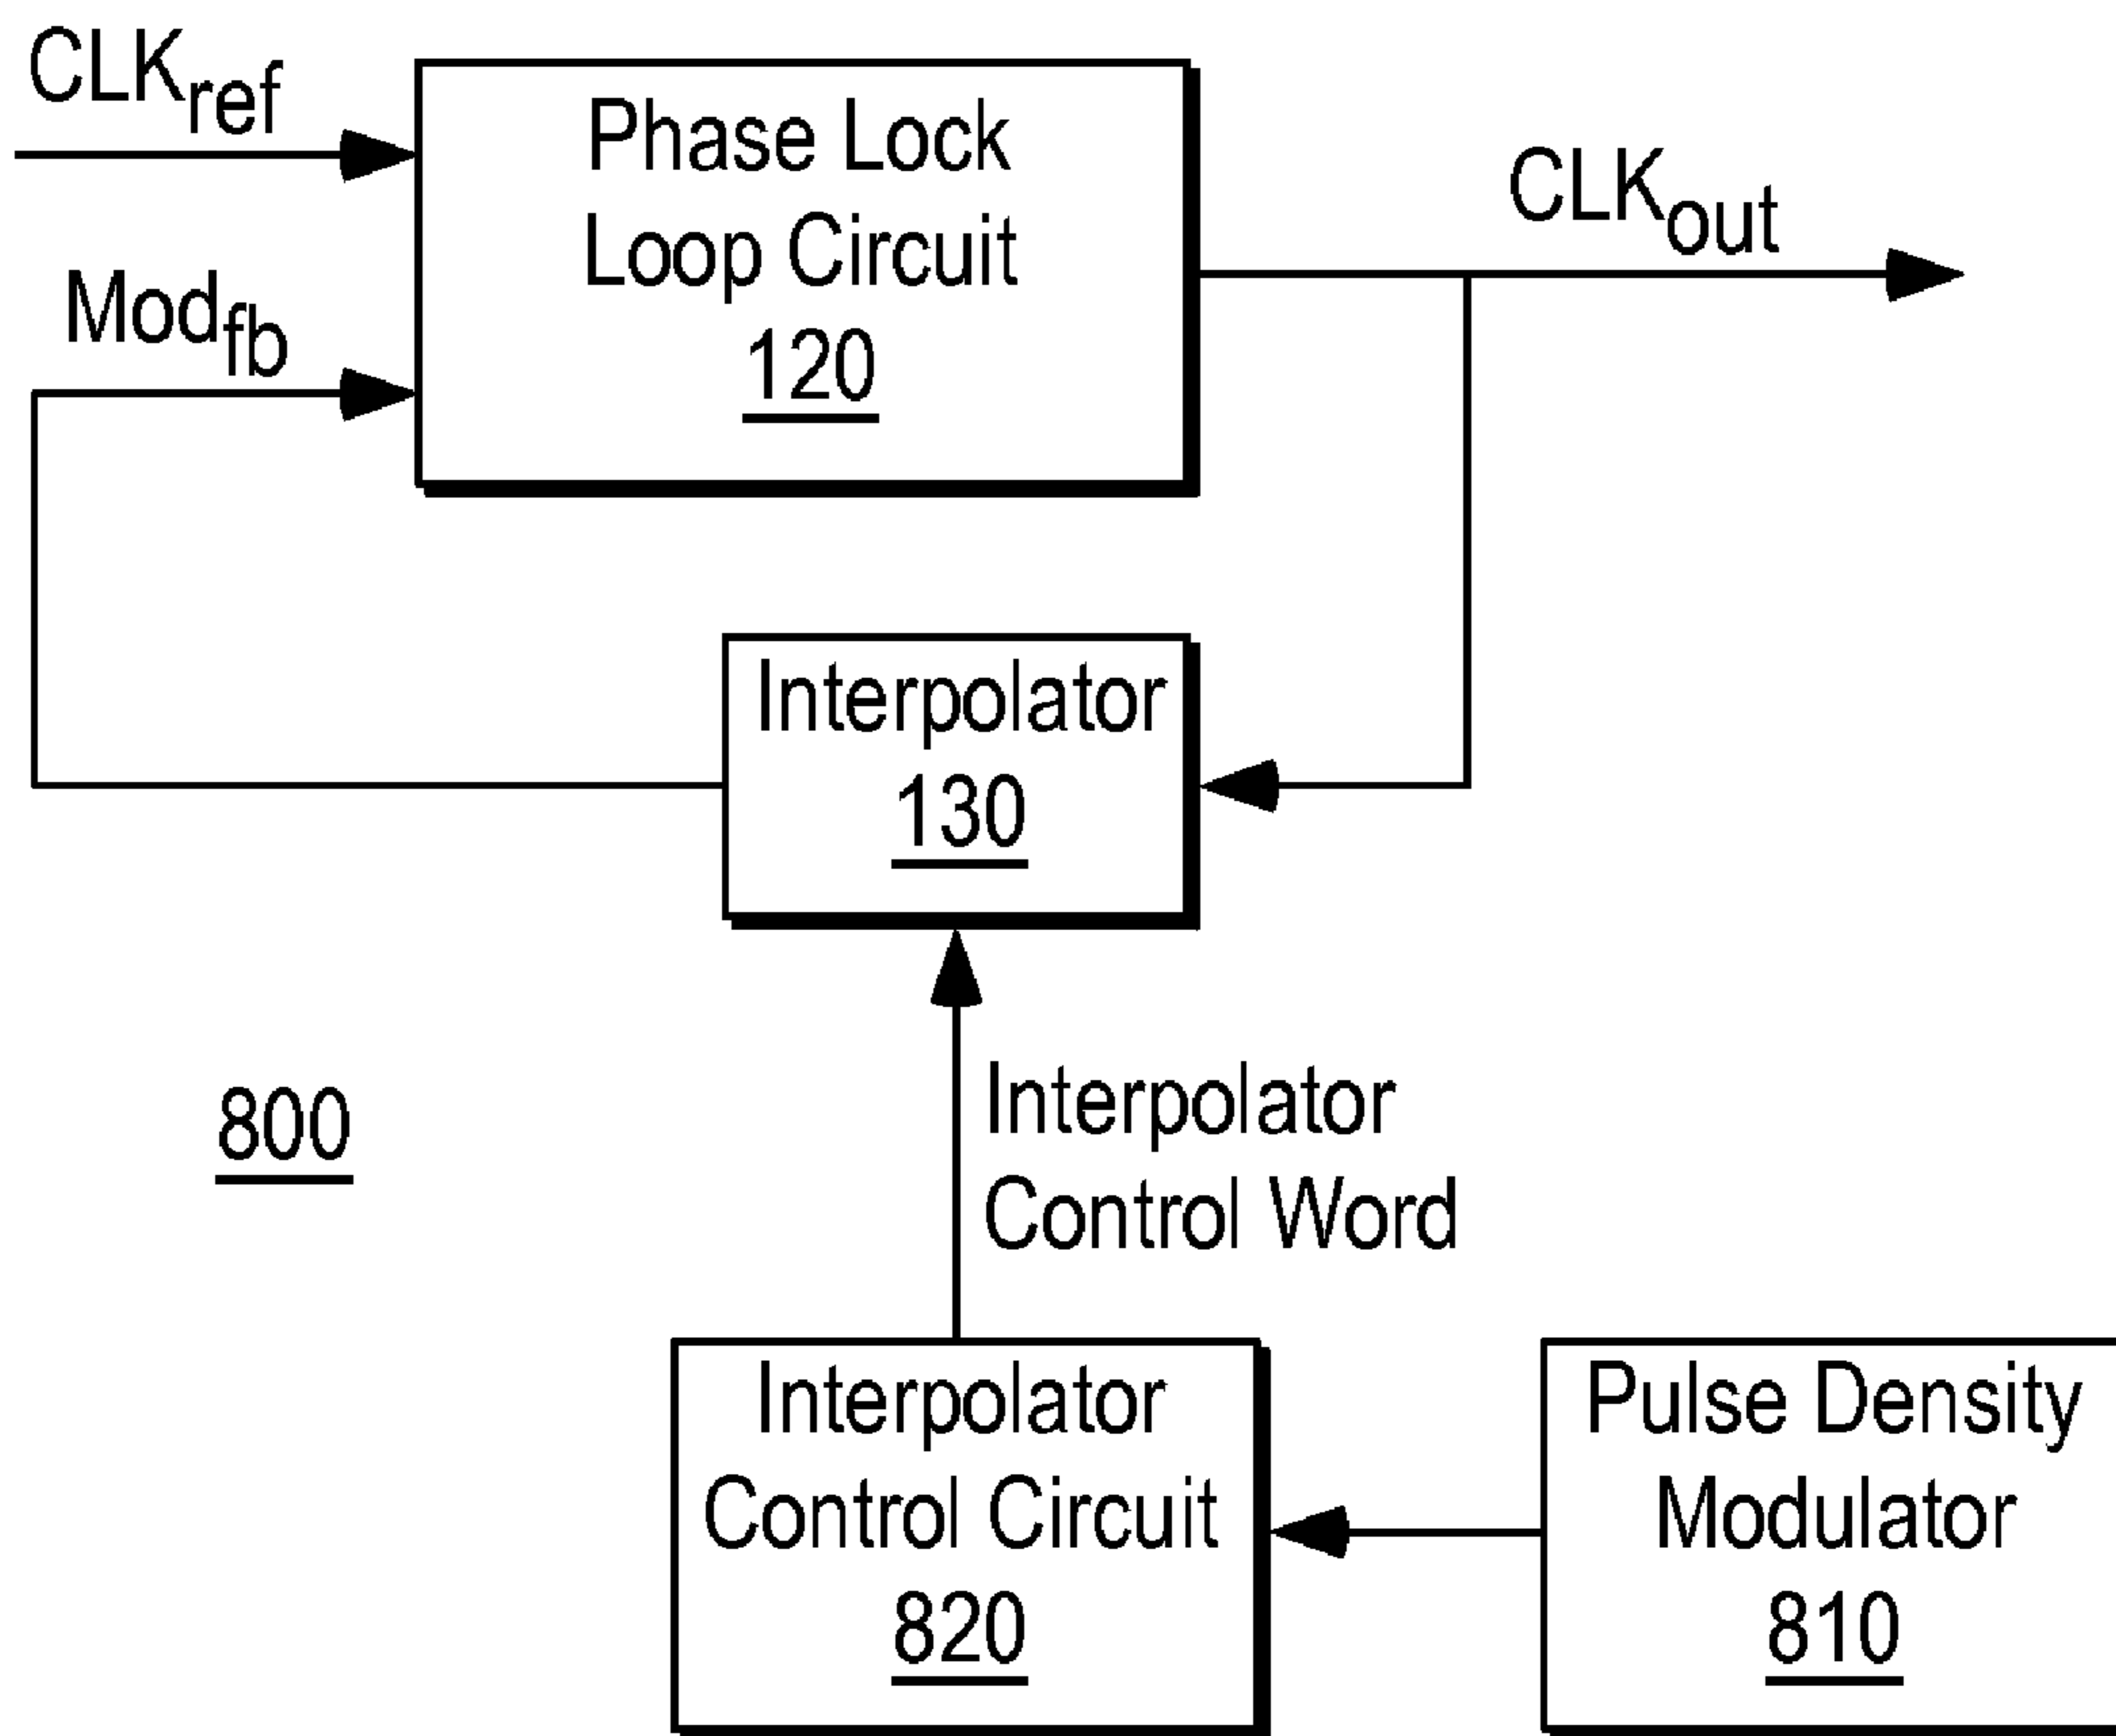 CLKref
Phase Lock
Loop Circuit
120
CLKout
Modfb
Interpolator
130
Interpolator
Control Word
800
Interpolator
Control Circuit
820
Pulse Density
Modulator
810